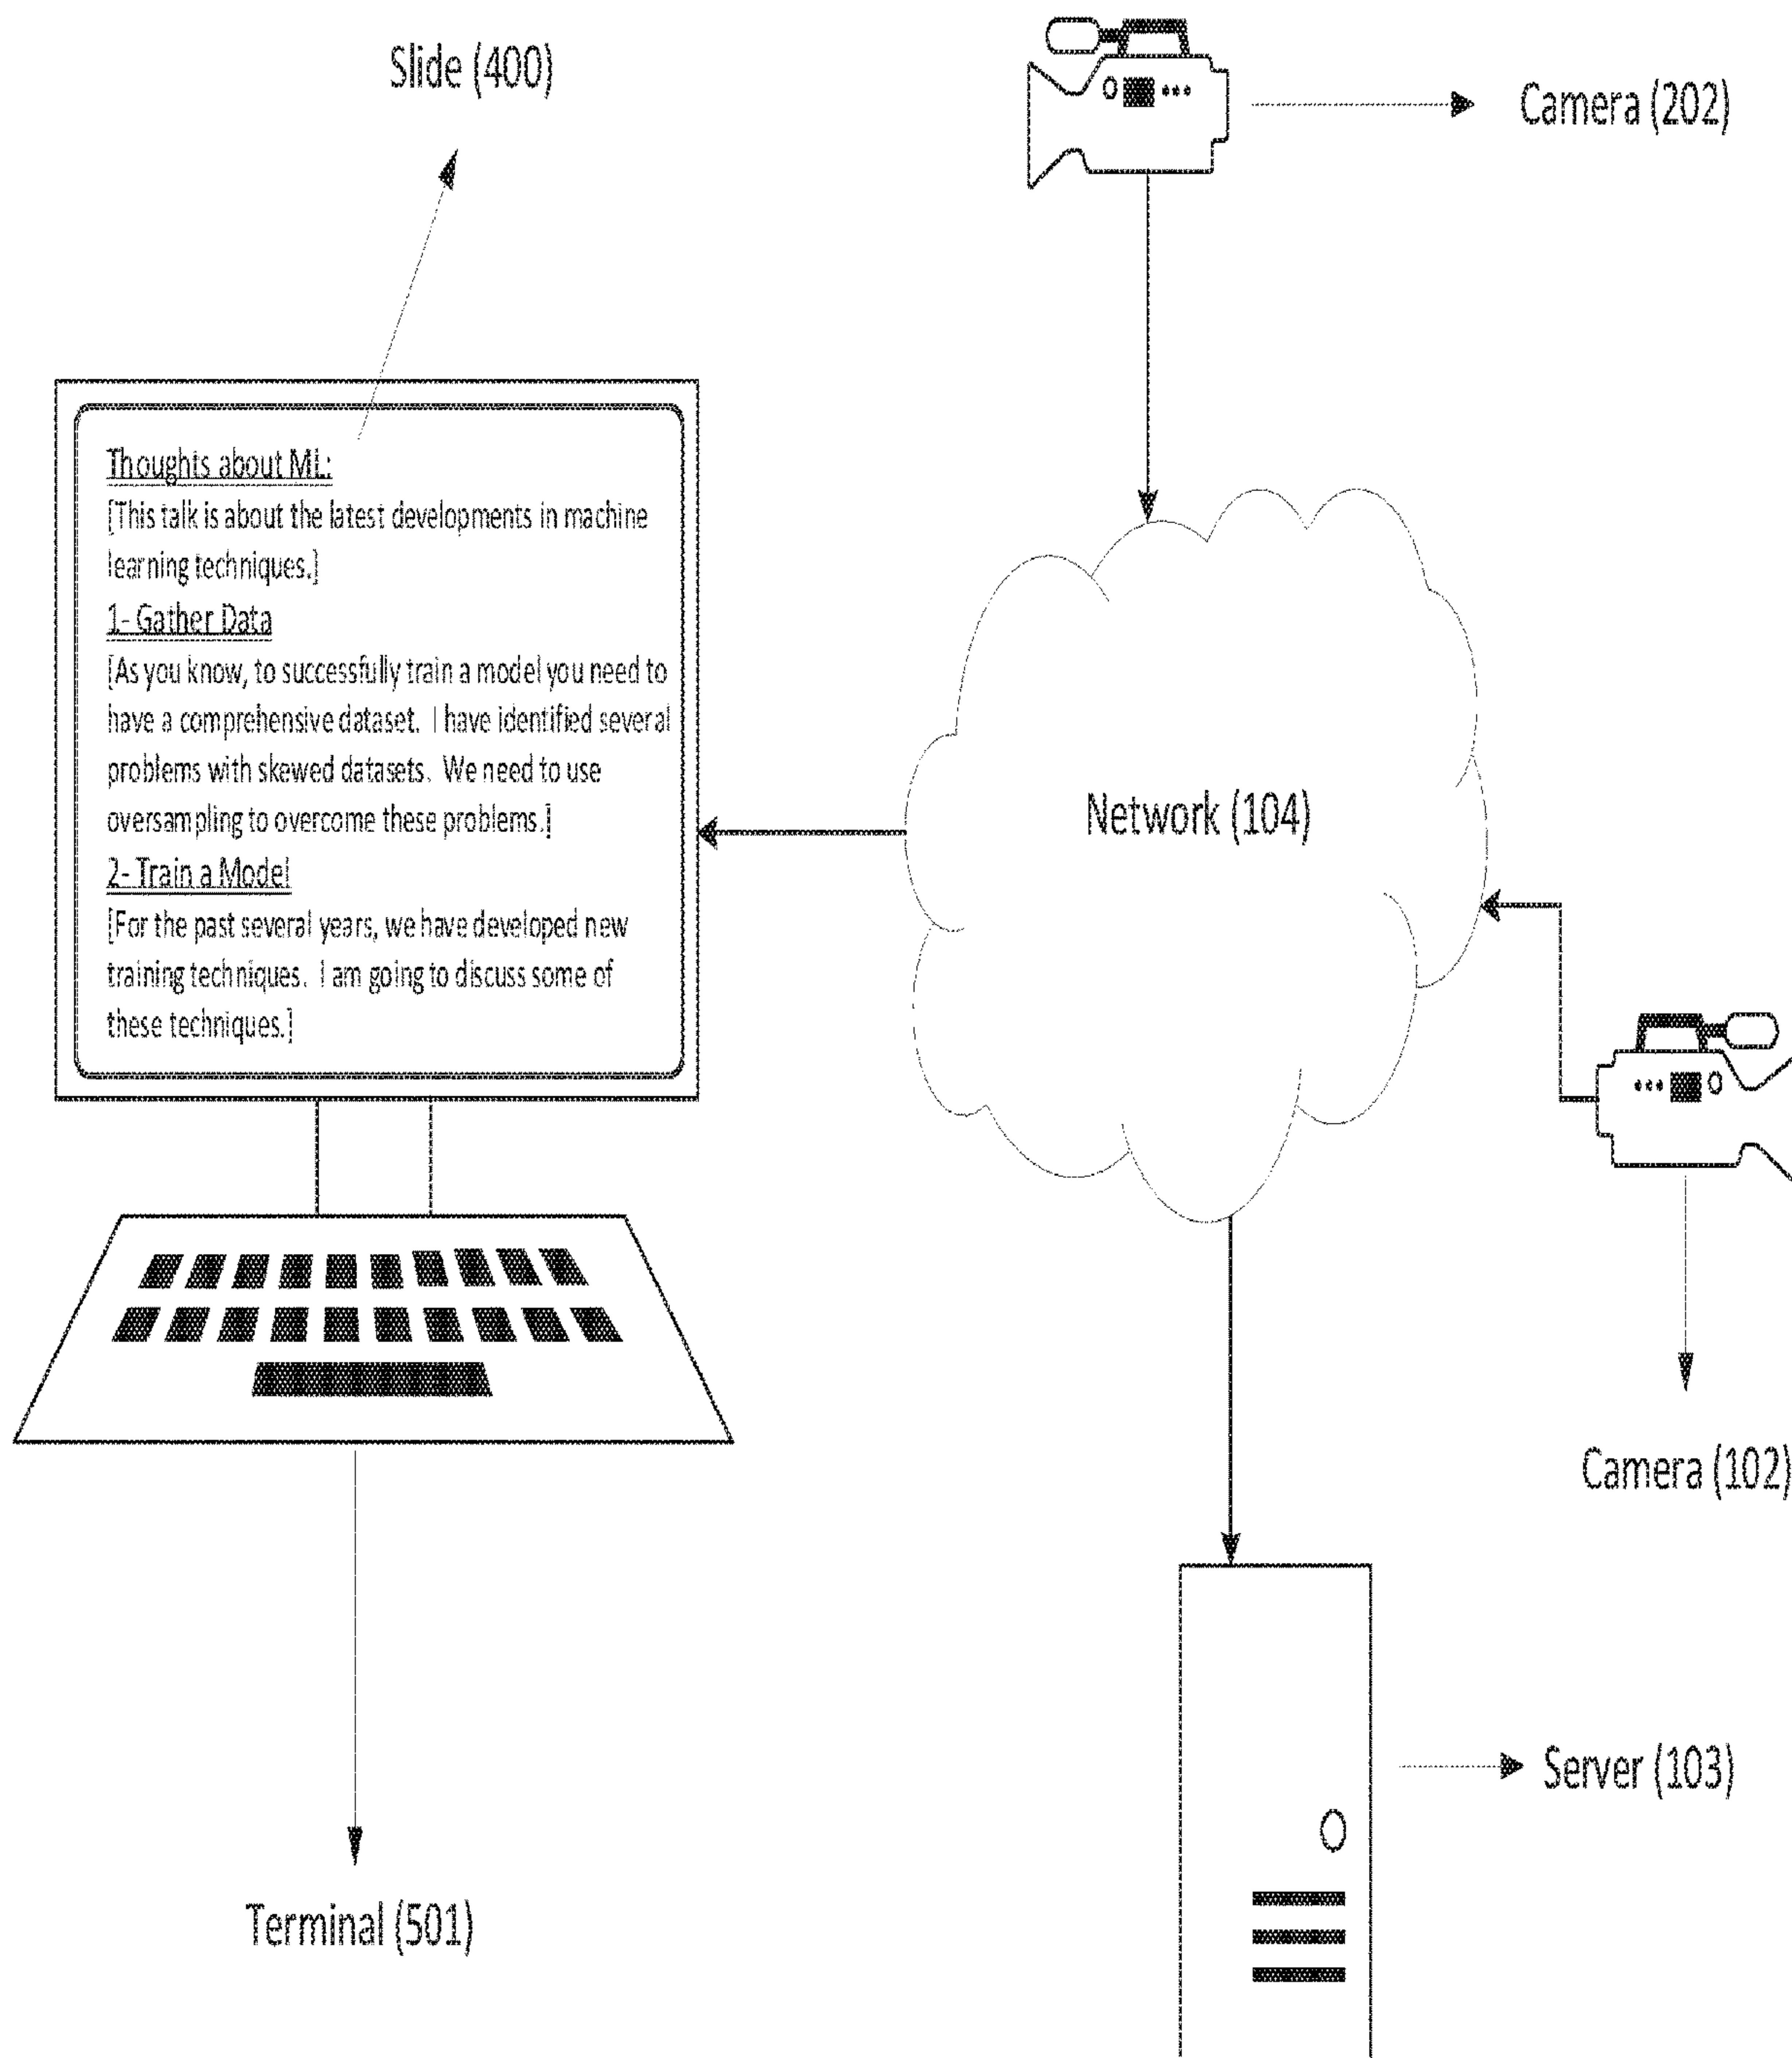 Slide (400)
Camera (202)
Thoughts about ML:
[This talk is about the latest developments in machine
learning techniques.]
1- Gather Data
[As you know, to successfully train a model you need to
have a comprehensive dataset. I have identified several
problems with skewed datasets. We need to use
oversampling to overcome these problems.]
2- Train a Model
[For the past several years, we have developed new
training techniques. I am going to discuss some of
these techniques.]
Network (104)
Camera (102)
Server (103)
Terminal (501)